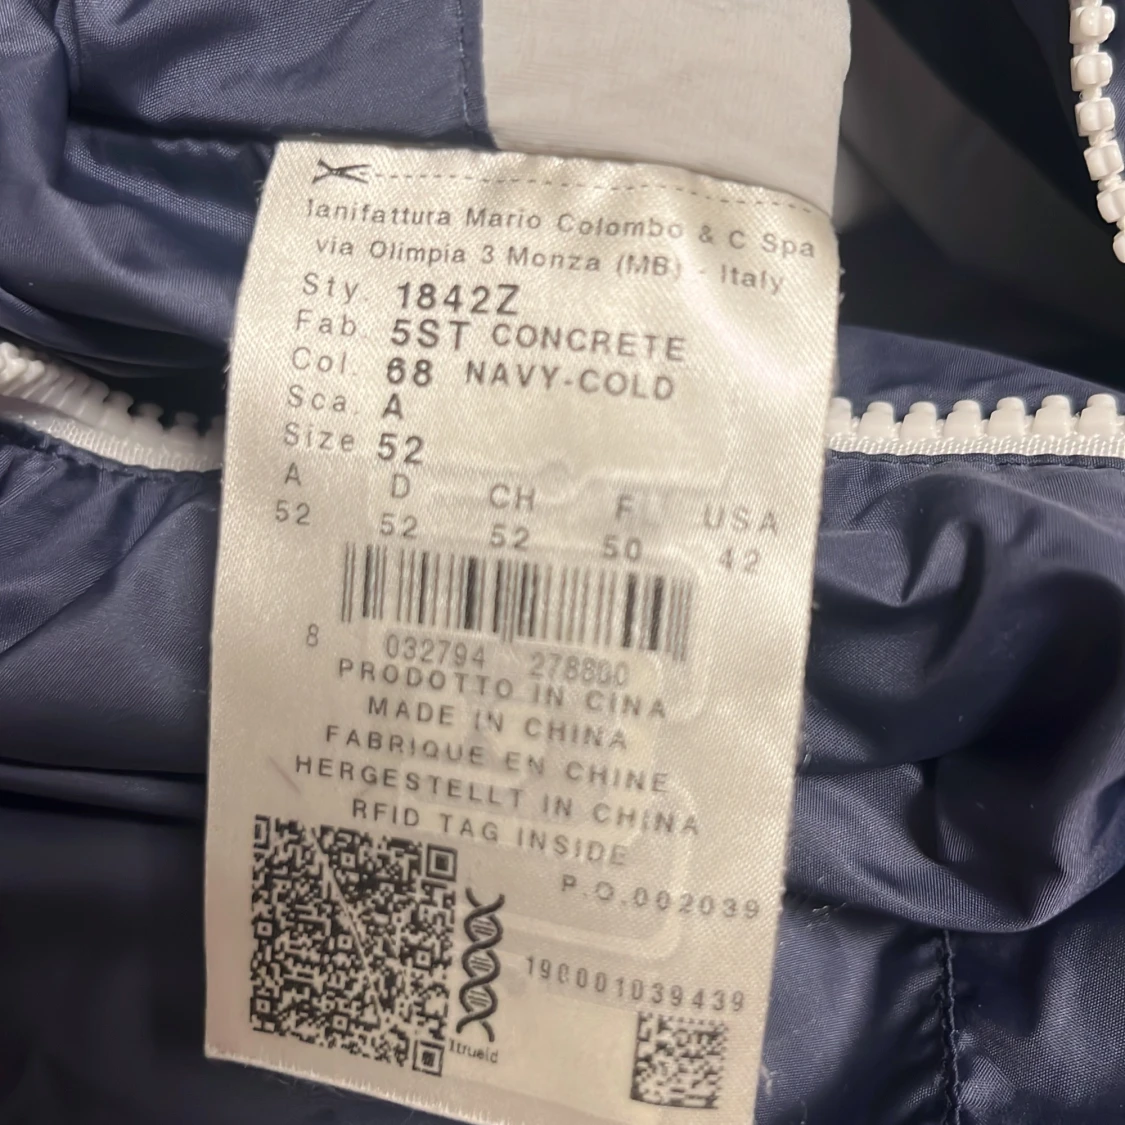 Manifattura Mario Colombo & C Spa
via Olimpia 3 Monza (MB) - Italy
Sty. 1842Z
Fab. 5ST CONCRETE
Col. 68 NAVY-COLD
Sca. A
Size 52
A D CH F USA
52 52 52 50 42
8 032794 278800
PRODOTTO IN CINA
MADE IN CHINA
FABRIQUE EN CHINE
HERGESTELLT IN CHINA
RFID TAG INSIDE
P.O.002039
190001039439
Itrueid